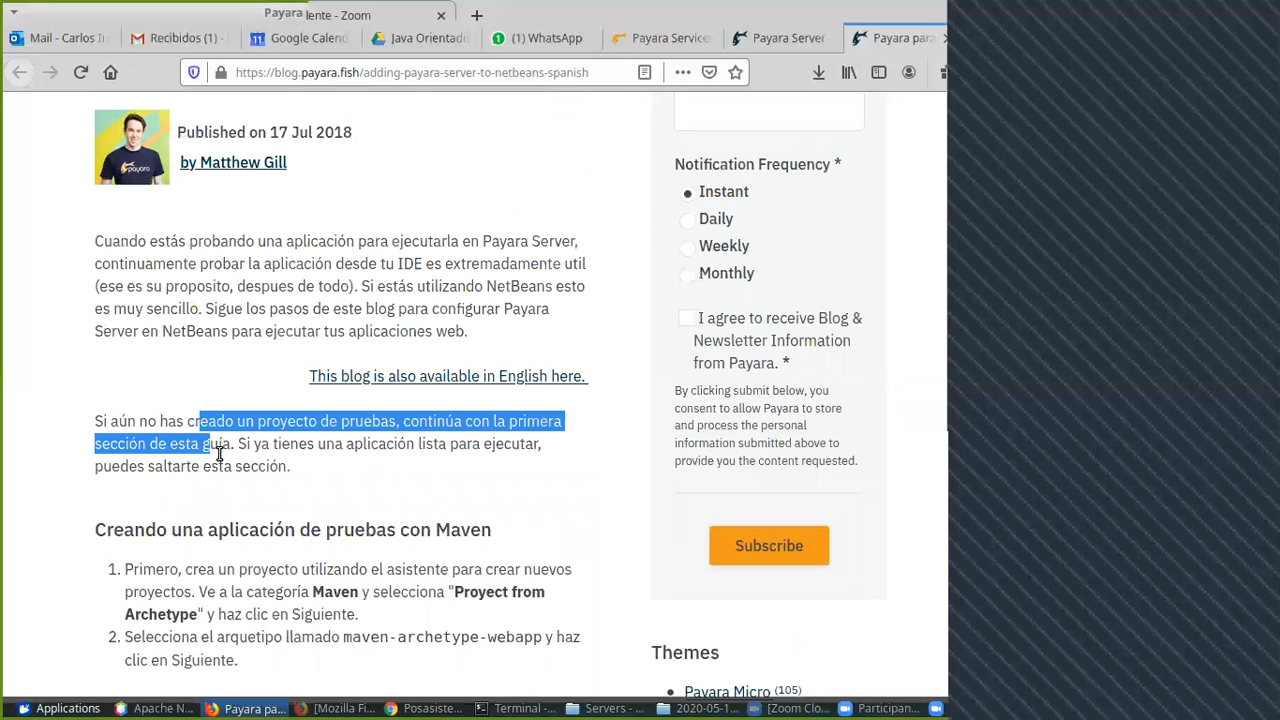 Payara
lente - Zoom
Mail - Carlos In
Recibidos (1) -
Google Calend
Java Orientado
(1) WhatsApp
Payara Service
Payara Server
Payara para
https://blog.payara.fish/adding-payara-server-to-netbeans-spanish
Published on 17 Jul 2018
by Matthew Gill
payara
Cuando estás probando una aplicación para ejecutarla en Payara Server,
continuamente probar la aplicación desde tu IDE es extremadamente util
(ese es su proposito, despues de todo). Si estás utilizando NetBeans esto
es muy sencillo. Sigue los pasos de este blog para configurar Payara
Server en NetBeans para ejecutar tus aplicaciones web.
This blog is also available in English here.
Si aún no has creado un proyecto de pruebas, continúa con la primera
sección de esta guía. Si ya tienes una aplicación lista para ejecutar,
puedes saltarte esta sección.
Creando una aplicación de pruebas con Maven
1. Primero, crea un proyecto utilizando el asistente para crear nuevos
proyectos. Ve a la categoría Maven y selecciona "Proyect from
Archetype" y haz clic en Siguiente.
2. Selecciona el arquetipo llamado maven-archetype-webapp y haz
clic en Siguiente.
Notification Frequency *
Instant
Daily
Weekly
Monthly
I agree to receive Blog &
Newsletter Information
from Payara. *
By clicking submit below, you
consent to allow Payara to store
and process the personal
information submitted above to
provide you the content requested.
Subscribe
Themes
Payara Micro (105)
Applications
Apache N...
Payara pa...
[Mozilla Fi...
Posasiste...
Terminal -...
Servers - ...
2020-05-1...
[Zoom Clo...
Participan...